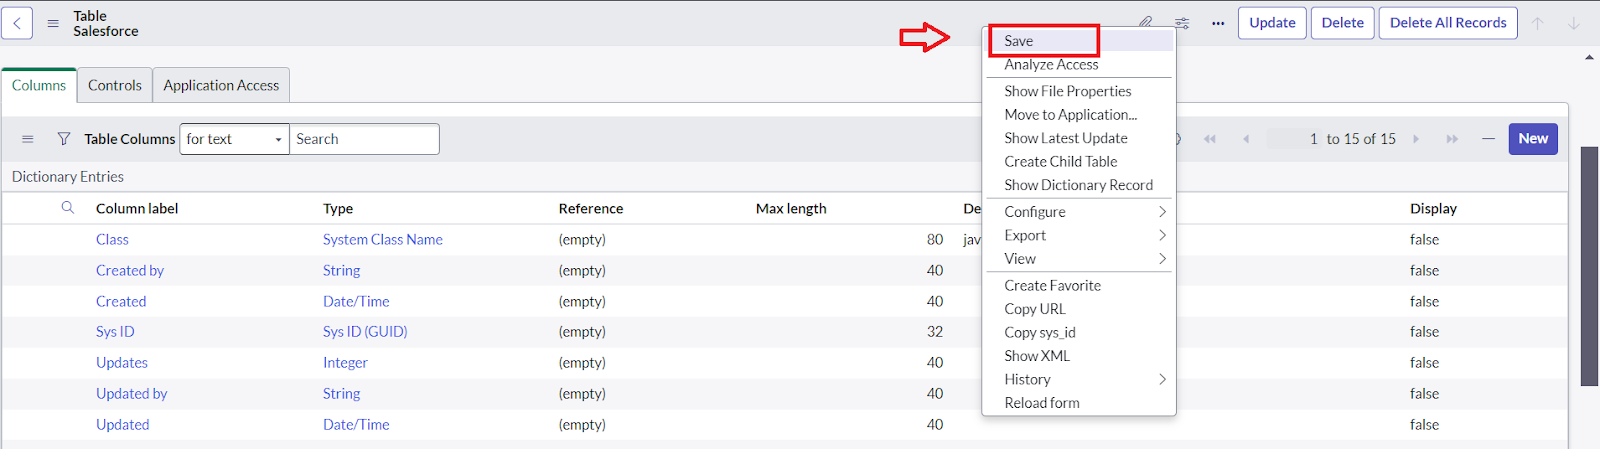 Table
Salesforce
Update
Delete
Delete All Records
Save
Analyze Access
Show File Properties
Move to Application...
Show Latest Update
Create Child Table
Show Dictionary Record
Configure
Export
View
Create Favorite
Copy URL
Copy sys_id
Show XML
History
Reload form
Columns Controls Application Access
Table Columns for text Search
1 to 15 of 15 New
Dictionary Entries
Column label Type Reference Max length De Display
Class System Class Name (empty) 80 jav false
Created by String (empty) 40 false
Created Date/Time (empty) 40 false
Sys ID Sys ID (GUID) (empty) 32 false
Updates Integer (empty) 40 false
Updated by String (empty) 40 false
Updated Date/Time (empty) 40 false